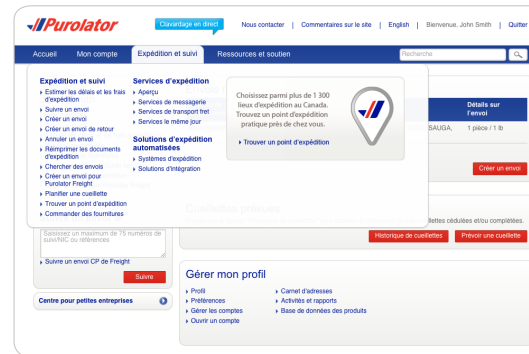 Purolator
Clavardage en direct
Nous contacter | Commentaires sur le site | English | Bienvenue, John Smith | Quitter
Accueil Mon compte Expédition et suivi Ressources et soutien Recherche
Expédition et suivi
Estimer les délais et les frais
d'expédition
Suivre un envoi
Créer un envoi
Créer un envoi de retour
Annuler un envoi
Réimprimer les documents
d'expédition
Chercher des envois
Créer un envoi pour
Purolator Freight
Planifier une cueillette
Trouver un point d'expédition
Commander des fournitures
Services d'expédition
Aperçu
Services de messagerie
Services de transport fret
Services le même jour
Solutions d'expédition
automatisées
Systèmes d'expédition
Solutions d'intégration
Choisissez parmi plus de 1 300
lieux d'expédition au Canada.
Trouvez un point d'expédition
pratique près de chez vous.
Trouver un point d'expédition
Détails sur
l'envoi
SAUGA, 1 pièce / 1 lb
Créer un envoi
llettes cédulées et/ou complétées.
Historique de cueillettes Prévoir une cueillette
Saisissez un maximum de 75 numéros de
suivi/NIC ou références
Suivre un envoi CP de Freight
Suivre
Centre pour petites entreprises
Gérer mon profil
Profil
Préférences
Gérer les comptes
Ouvrir un compte
Carnet d'adresses
Activités et rapports
Base de données des produits